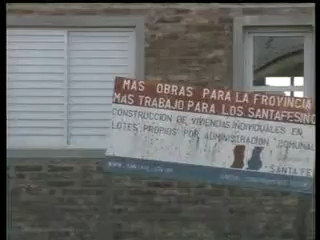 MAS OBRAS PARA LA PROVINCIA
MAS TRABAJO PARA LOS SANTAFESINO
CONSTRUCCION DE VIVIENDAS INDIVIDUALES EN
LOTES PROPIOS POR ADMINISTRACION COMUNAL
SANTA FE